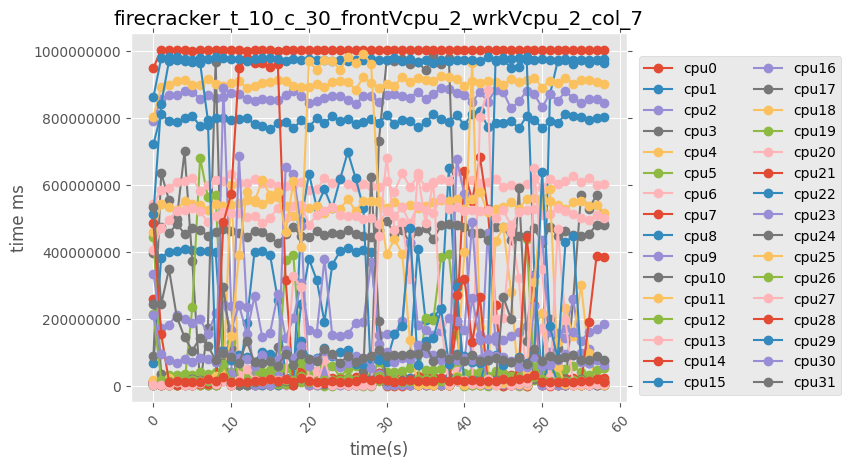 firecracker_t_10_c_30_frontVcpu_2_wrkVcpu_2_col_7
time ms
1000000000
800000000
600000000
400000000
200000000
0
0
10
20
30
40
50
60
time(s)
cpu0
cpu1
cpu2
cpu3
cpu4
cpu5
cpu6
cpu7
cpu8
cpu9
cpu10
cpu11
cpu12
cpu13
cpu14
cpu15
cpu16
cpu17
cpu18
cpu19
cpu20
cpu21
cpu22
cpu23
cpu24
cpu25
cpu26
cpu27
cpu28
cpu29
cpu30
cpu31